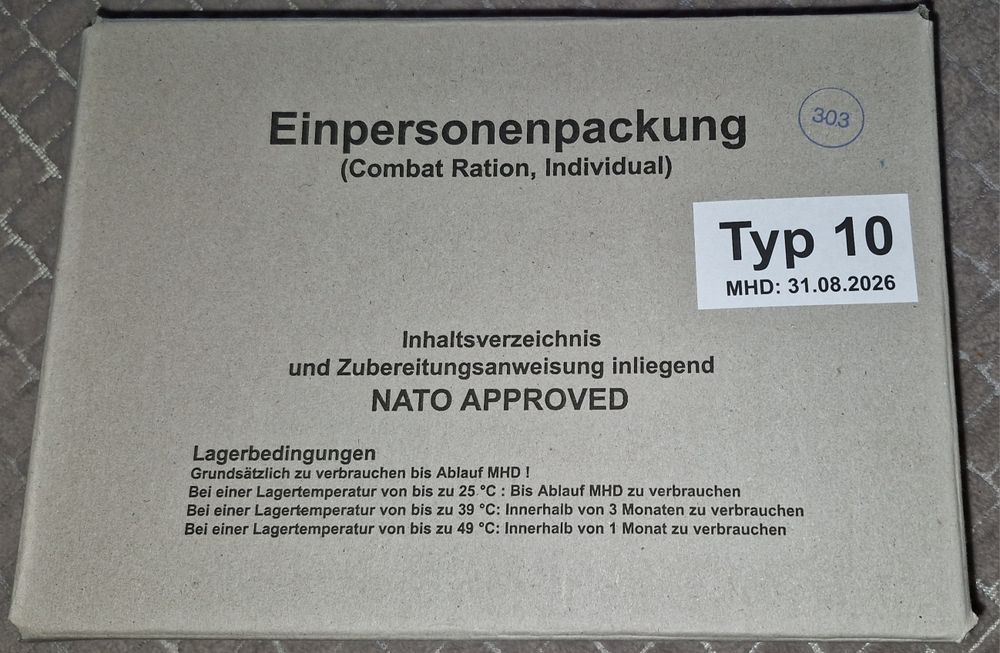 Einpersonenpackung
(Combat Ration, Individual)
303
Typ 10
MHD: 31.08.2026
Inhaltsverzeichnis
und Zubereitungsanweisung inliegend
NATO APPROVED
Lagerbedingungen
Grundsätzlich zu verbrauchen bis Ablauf MHD !
Bei einer Lagertemperatur von bis zu 25 °C : Bis Ablauf MHD zu verbrauchen
Bei einer Lagertemperatur von bis zu 39 °C: Innerhalb von 3 Monaten zu verbrauchen
Bei einer Lagertemperatur von bis zu 49 °C: Innerhalb von 1 Monat zu verbrauchen